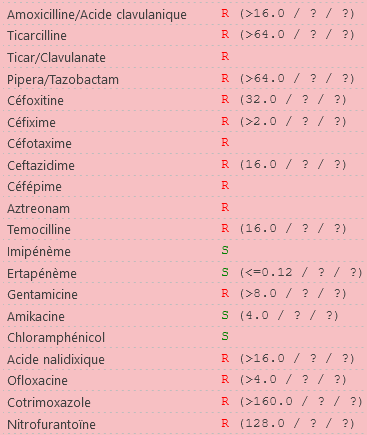 Amoxicilline/Acide clavulanique R (>16.0 / ? / ?)
Ticarcilline R (>64.0 / ? / ?)
Ticar/Clavulanate R
Pipera/Tazobactam R (>64.0 / ? / ?)
Céfoxitine R (32.0 / ? / ?)
Céfixime R (>2.0 / ? / ?)
Céfotaxime R
Ceftazidime R (16.0 / ? / ?)
Céfépime R
Aztreonam R
Temocilline R (16.0 / ? / ?)
Imipénème S
Ertapénème S (<=0.12 / ? / ?)
Gentamicine R (>8.0 / ? / ?)
Amikacine S (4.0 / ? / ?)
Chloramphénicol S
Acide nalidixique R (>16.0 / ? / ?)
Ofloxacine R (>4.0 / ? / ?)
Cotrimoxazole R (>160.0 / ? / ?)
Nitrofurantoïne R (128.0 / ? / ?)